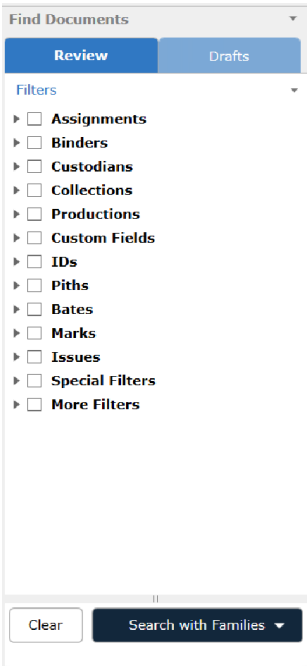 Find Documents
Review Drafts
Filters
Assignments
Binders
Custodians
Collections
Productions
Custom Fields
IDs
Piths
Bates
Marks
Issues
Special Filters
More Filters
Clear Search with Families